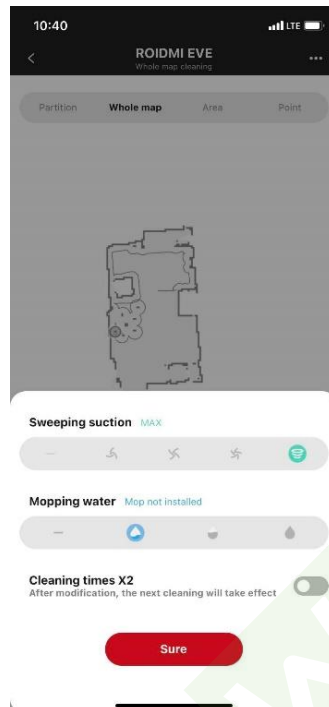 10:40
LTE
ROIDMI EVE
Whole map cleaning
Partition Whole map Area Point
Sweeping suction MAX
Mopping water Mop not installed
Cleaning times X2
After modification, the next cleaning will take effect
Sure